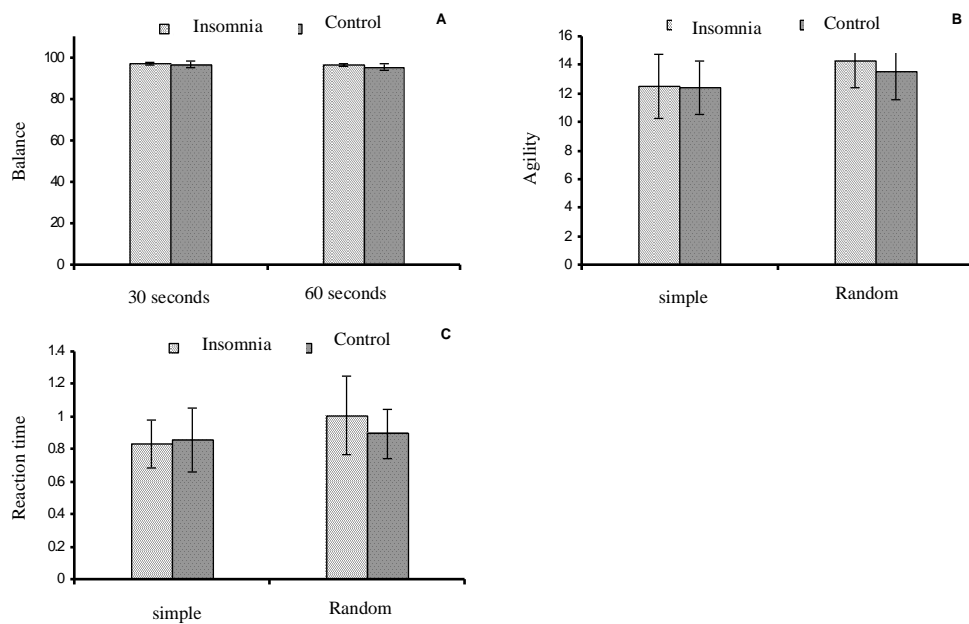 A
Insomnia Control
100
80
60
40
20
0
Balance
30 seconds 60 seconds
B
Insomnia Control
16
14
12
10
8
6
4
2
0
Agility
simple Random
C
Insomnia Control
1.4
1.2
1
0.8
0.6
0.4
0.2
0
Reaction time
simple Random